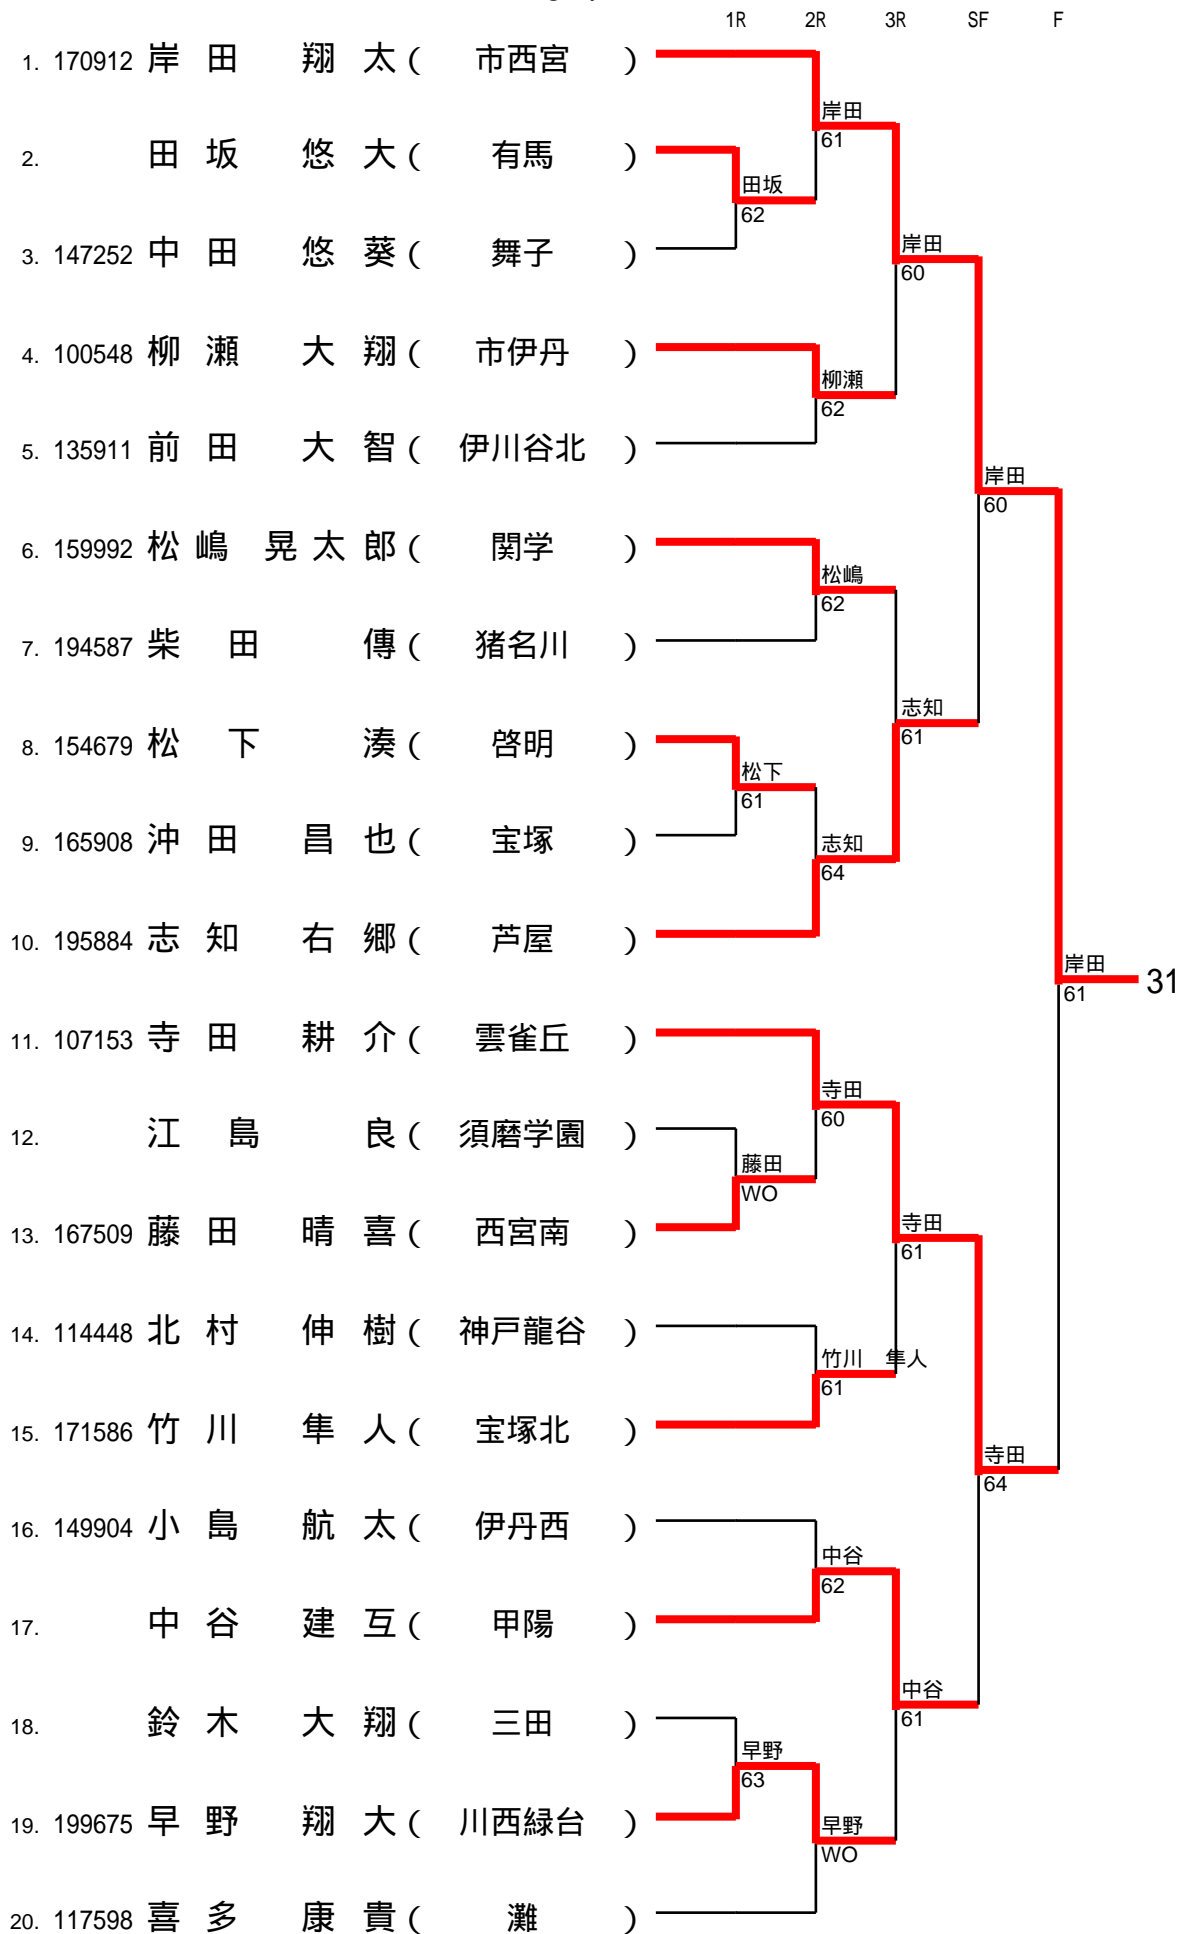 1R 2R 3R SF F
1. 170912 岸 田 翔 太 ( 市西宮 )
岸田
61
2. 田 坂 悠 大 ( 有馬 )
田坂
62
3. 147252 中 田 悠 葵 ( 舞子 )
岸田
60
4. 100548 柳 瀬 大 翔 ( 市伊丹 )
柳瀬
62
5. 135911 前 田 大 智 ( 伊川谷北 )
岸田
60
6. 159992 松 嶋 晃 太 郎 ( 関学 )
松嶋
62
7. 194587 柴 田 傳 ( 猪名川 )
志知
61
8. 154679 松 下 湊 ( 啓明 )
松下
61
9. 165908 沖 田 昌 也 ( 宝塚 )
志知
64
10. 195884 志 知 右 郷 ( 芦屋 )
岸田
61
31
11. 107153 寺 田 耕 介 ( 雲雀丘 )
寺田
60
12. 江 島 良 ( 須磨学園 )
藤田
WO
13. 167509 藤 田 晴 喜 ( 西宮南 )
寺田
61
14. 114448 北 村 伸 樹 ( 神戸龍谷 )
竹川 隼人
61
15. 171586 竹 川 隼 人 ( 宝塚北 )
寺田
64
16. 149904 小 島 航 太 ( 伊丹西 )
中谷
62
17. 中 谷 建 互 ( 甲陽 )
中谷
61
18. 鈴 木 大 翔 ( 三田 )
早野
63
19. 199675 早 野 翔 大 ( 川西緑台 )
早野
WO
20. 117598 喜 多 康 貴 ( 灘 )